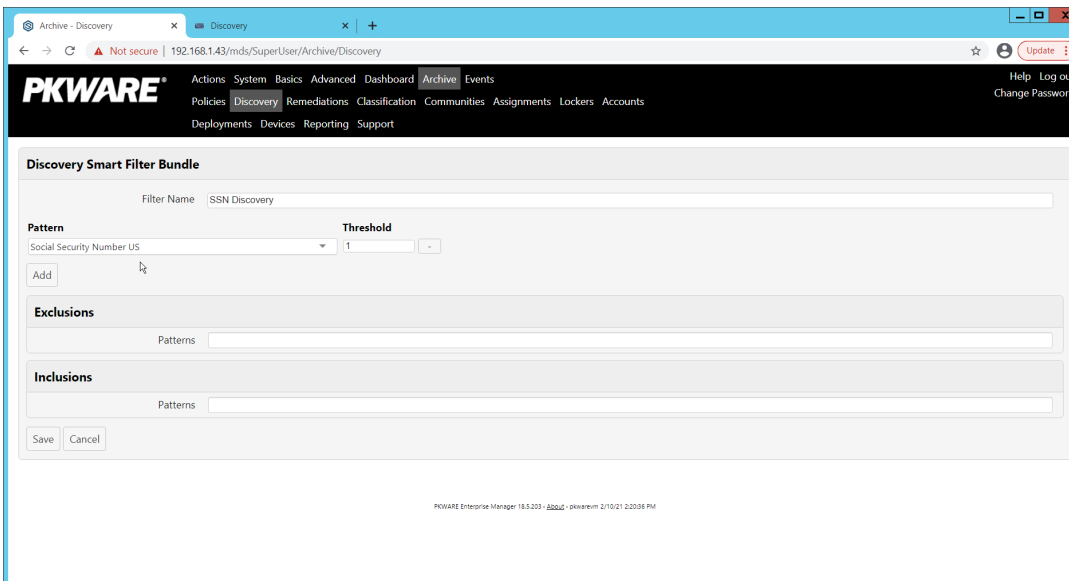 Archive - Discovery
Discovery
Not secure | 192.168.1.43/mds/SuperUser/Archive/Discovery
Update
PKWARE®
Actions System Basics Advanced Dashboard Archive Events
Help Log ou
Policies Discovery Remediations Classification Communities Assignments Lockers Accounts
Change Passwor
Deployments Devices Reporting Support
Discovery Smart Filter Bundle
Filter Name SSN Discovery
Pattern Threshold
Social Security Number US 1 -
Add
Exclusions
Patterns
Inclusions
Patterns
Save Cancel
PKWARE Enterprise Manager 18.5.203 - About - pkwarevm 2/10/21 2:20:36 PM